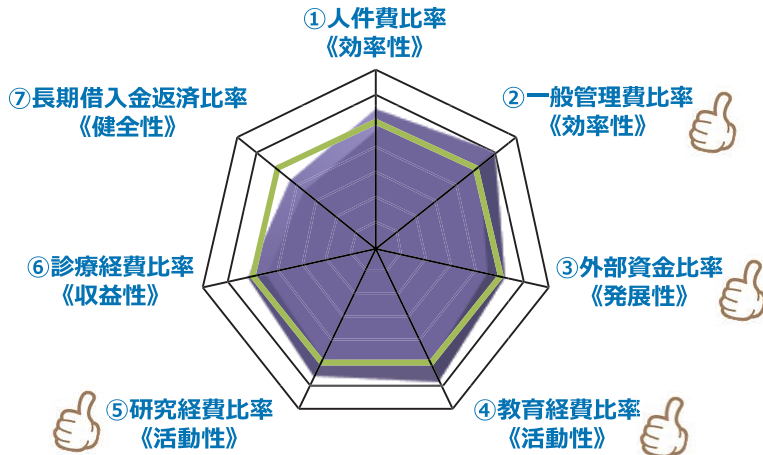 ①人件費比率
《効率性》
②一般管理費比率
《効率性》
③外部資金比率
《発展性》
④教育経費比率
《活動性》
⑤研究経費比率
《活動性》
⑥診療経費比率
《収益性》
⑦長期借入金返済比率
《健全性》